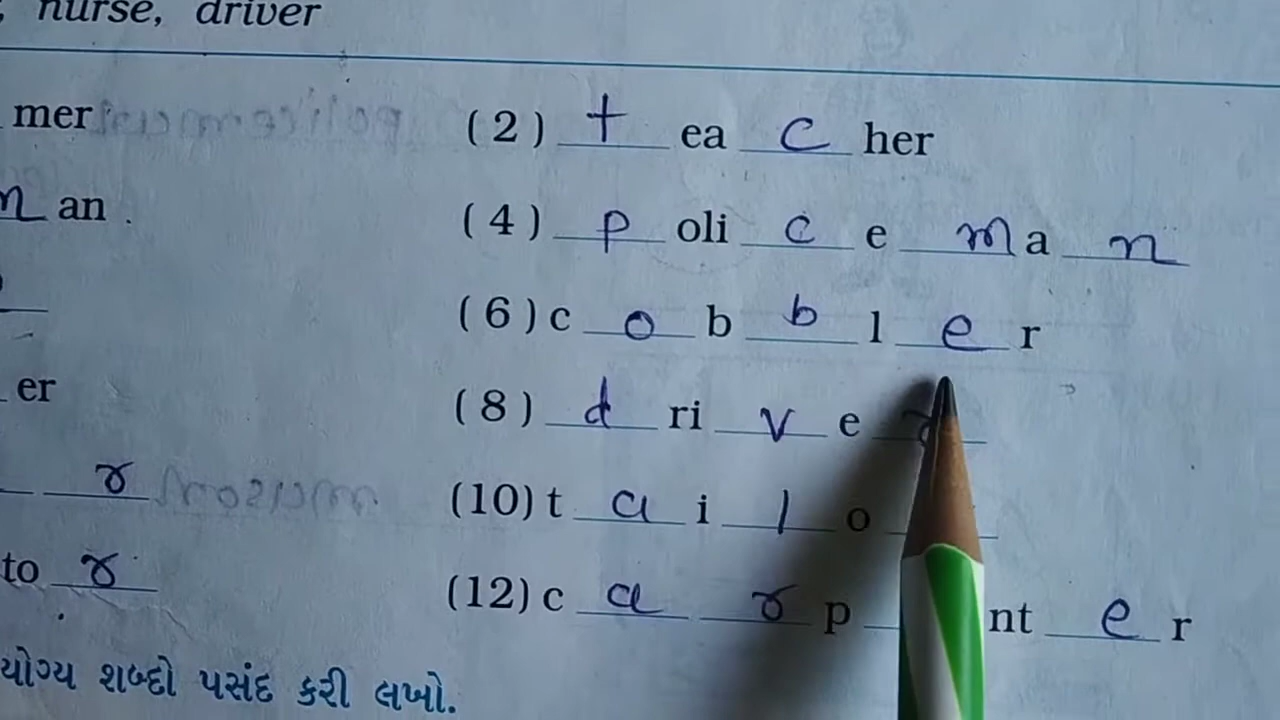 nurse, driver
mer (2) t ea c her
m an . (4) p oli c e m a n
(6) c o b b l e r
er (8) d ri v e r
r (10) t a i l o
to r (12) c a r p nt e r
યોગ્ય શબ્દો પસંદ કરી લખો.